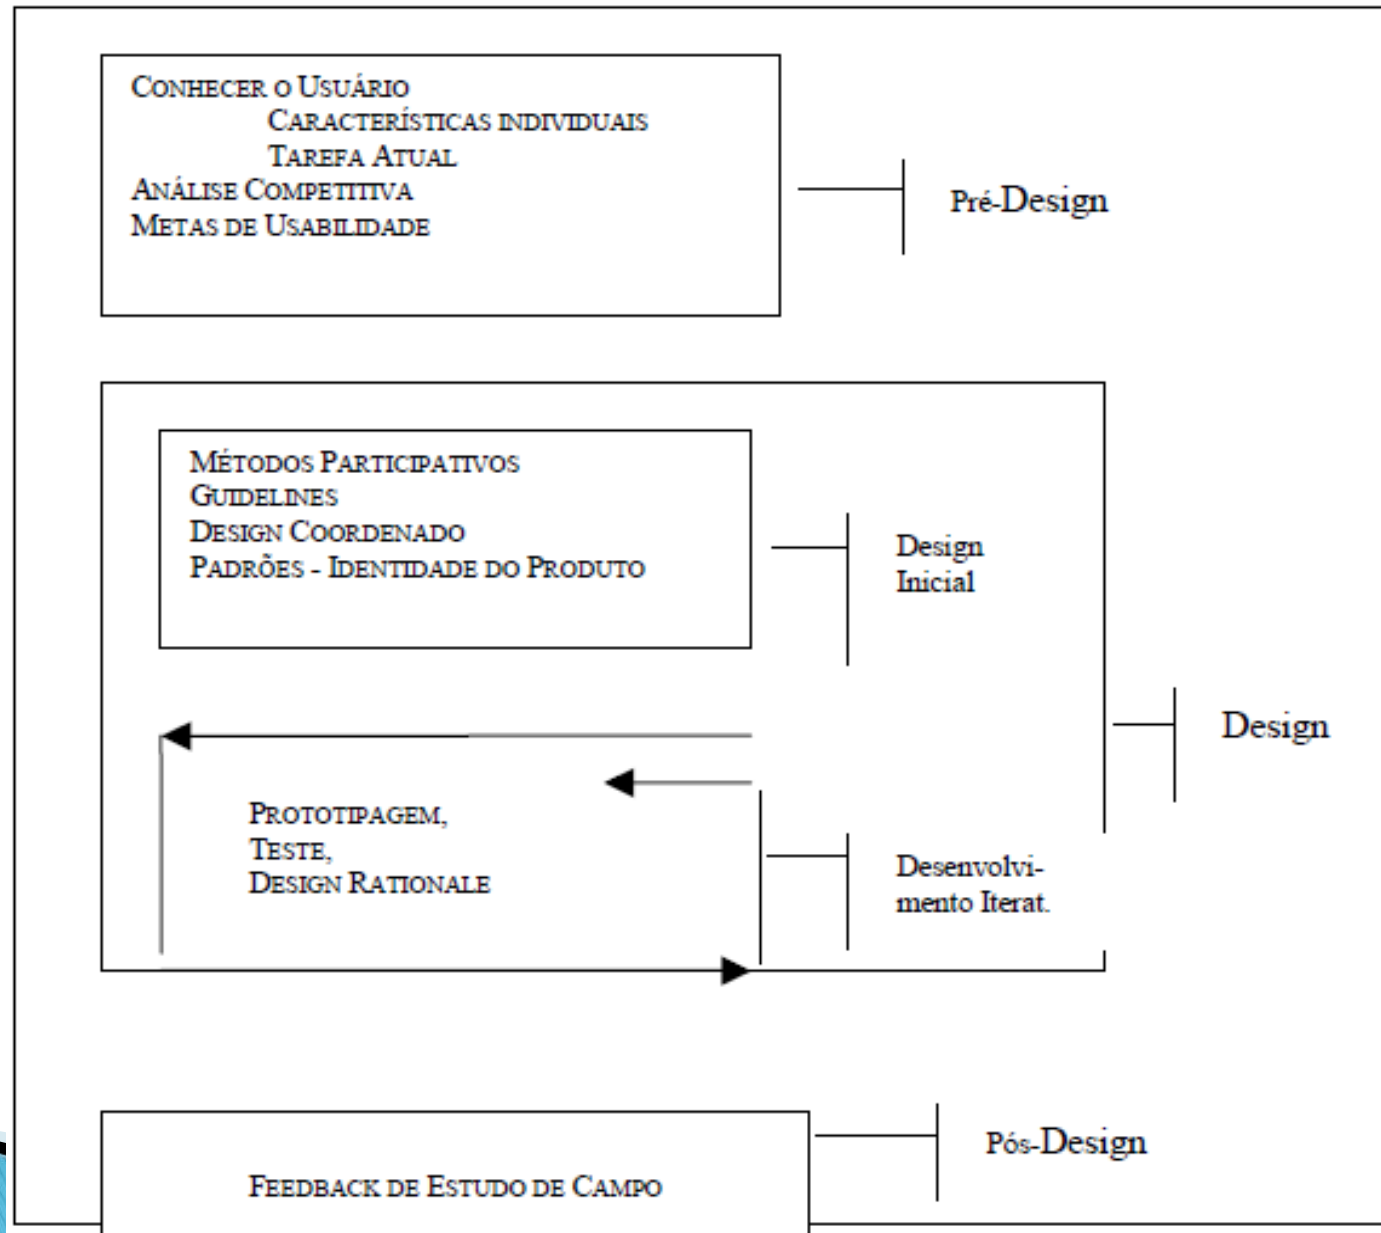 CONHECER O USUÁRIO
CARACTERÍSTICAS INDIVIDUAIS
TAREFA ATUAL
ANÁLISE COMPETITIVA
METAS DE USABILIDADE
Pré-Design
MÉTODOS PARTICIPATIVOS
GUIDELINES
DESIGN COORDENADO
PADRÕES - IDENTIDADE DO PRODUTO
Design
Inicial
Design
PROTOTIPAGEM,
TESTE,
DESIGN RATIONALE
Desenvolvi-
mento Iterat.
Pós-Design
FEEDBACK DE ESTUDO DE CAMPO